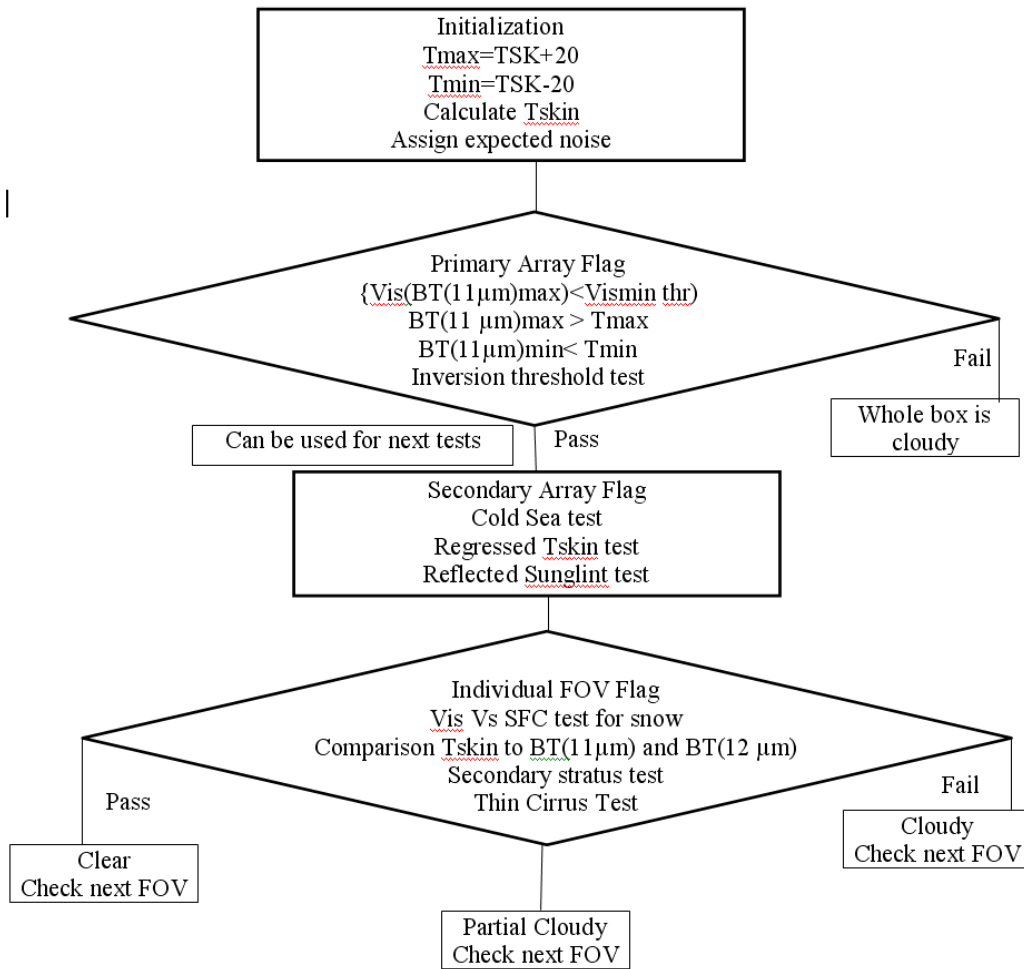 Initialization
Tmax=TSK+20
Tmin=TSK-20
Calculate Tskin
Assign expected noise
Primary Array Flag
{Vis(BT(11µm)max)<Vismin thr)
BT(11 µm)max > Tmax
BT(11µm)min< Tmin
Inversion threshold test
Fail
Whole box is
cloudy
Can be used for next tests
Pass
Secondary Array Flag
Cold Sea test
Regressed Tskin test
Reflected Sunglint test
Individual FOV Flag
Vis Vs SFC test for snow
Comparison Tskin to BT(11µm) and BT(12 µm)
Secondary stratus test
Thin Cirrus Test
Pass
Fail
Clear
Check next FOV
Cloudy
Check next FOV
Partial Cloudy
Check next FOV